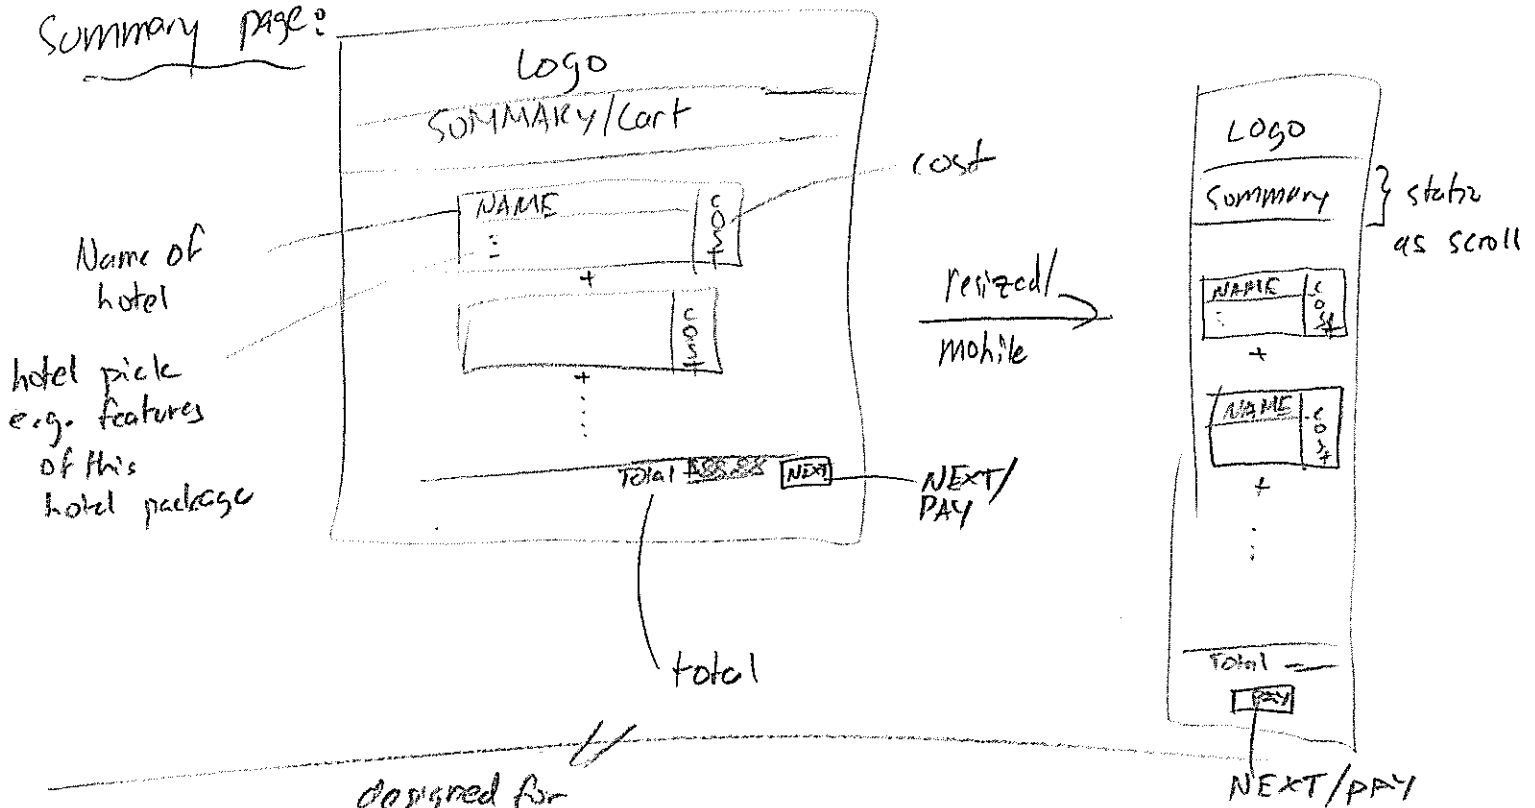 Summary page:
Logo
SUMMARY/Cart
NAME
COST
+
COST
+
Total
NEXT
Name of
hotel
hotel pick
e.g. features
of this
hotel package
cost
NEXT/
PAY
total
resized/
mobile
Logo
Summary
static
as scroll
NAME
COST
+
NAME
COST
+
Total
PAY
NEXT/PAY
designed for